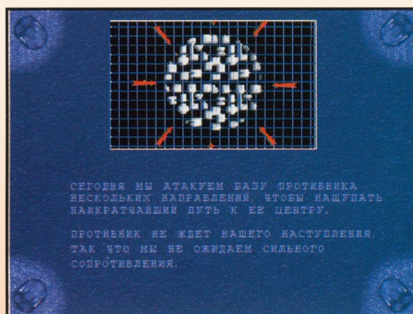 СЕГОДНЯ МЫ АТАКУЕМ БАЗУ ПРОТИВНИКА
НЕСКОЛЬКИХ НАПРАВЛЕНИЙ, ЧТОБЫ НАЩУПАТЬ
НАИКРАТЧАЙШИЙ ПУТЬ К ЕЕ ЦЕНТРУ.
ПРОТИВНИК НЕ ЖДЕТ ВАШЕГО НАСТУПЛЕНИЯ,
ТАК ЧТО МЫ НЕ ОЖИДАЕМ СИЛЬНОГО
СОПРОТИВЛЕНИЯ.